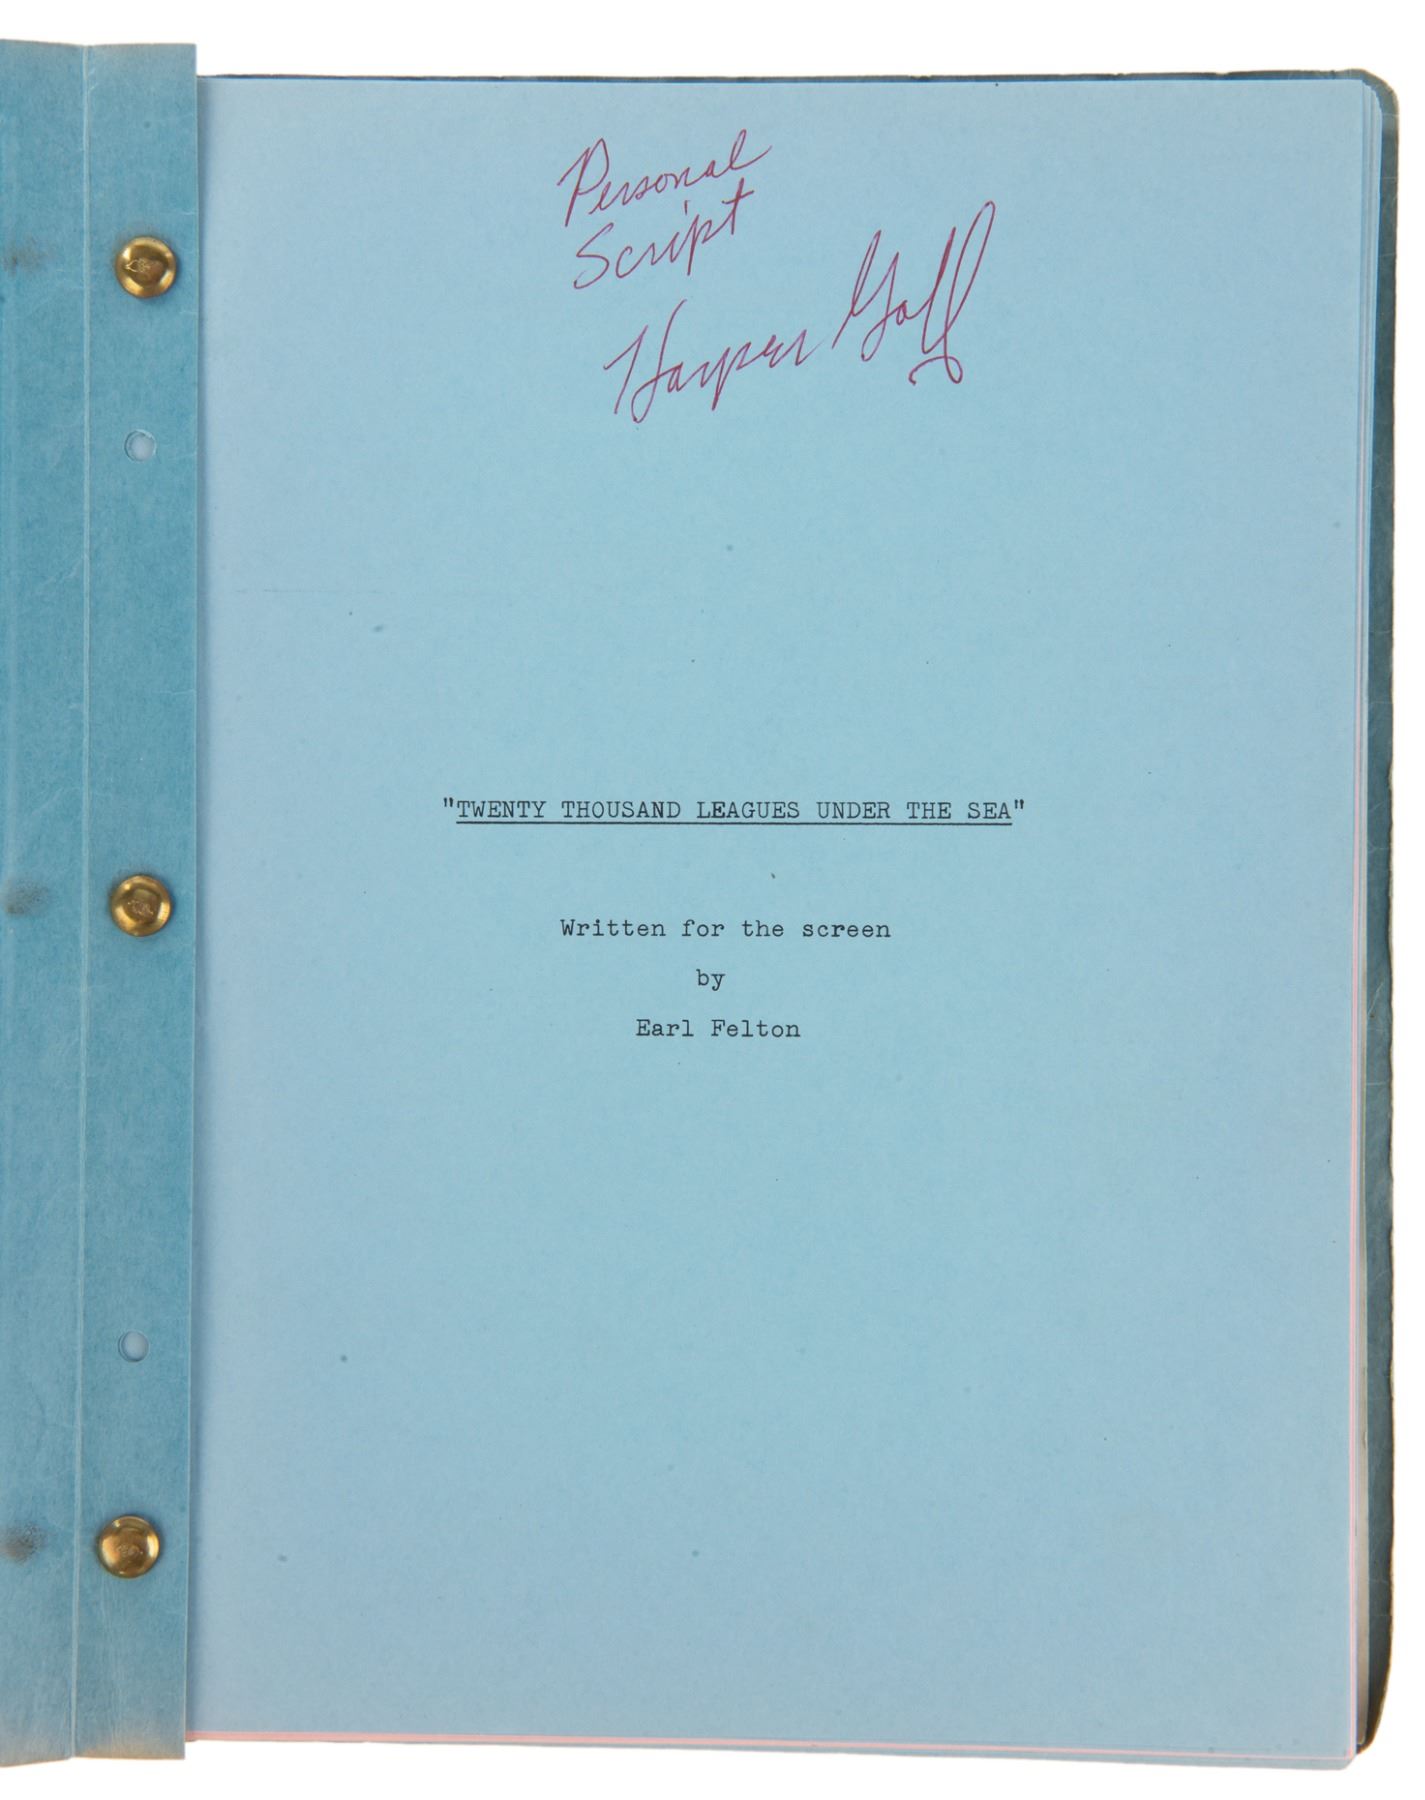 Personal
Script
Harper Goff
"TWENTY THOUSAND LEAGUES UNDER THE SEA"
Written for the screen
by
Earl Felton